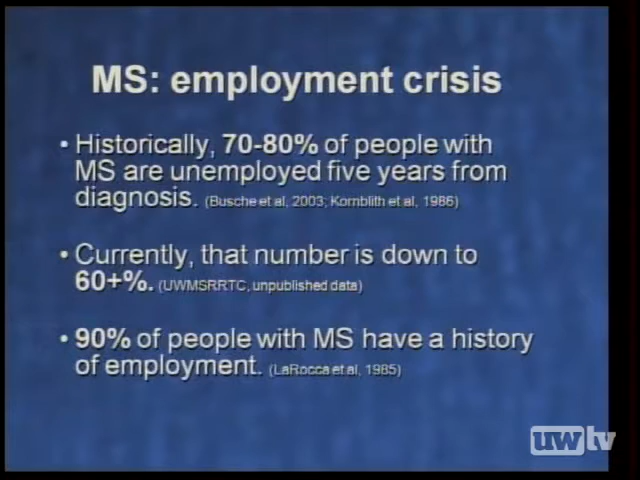 MS: employment crisis
• Historically, 70-80% of people with
MS are unemployed five years from
diagnosis. (Busche et al, 2003; Kornblith et al, 1986)
• Currently, that number is down to
60+%. (UWMSRRTC, unpublished data)
• 90% of people with MS have a history
of employment. (LaRocca et al, 1985)
uwtv